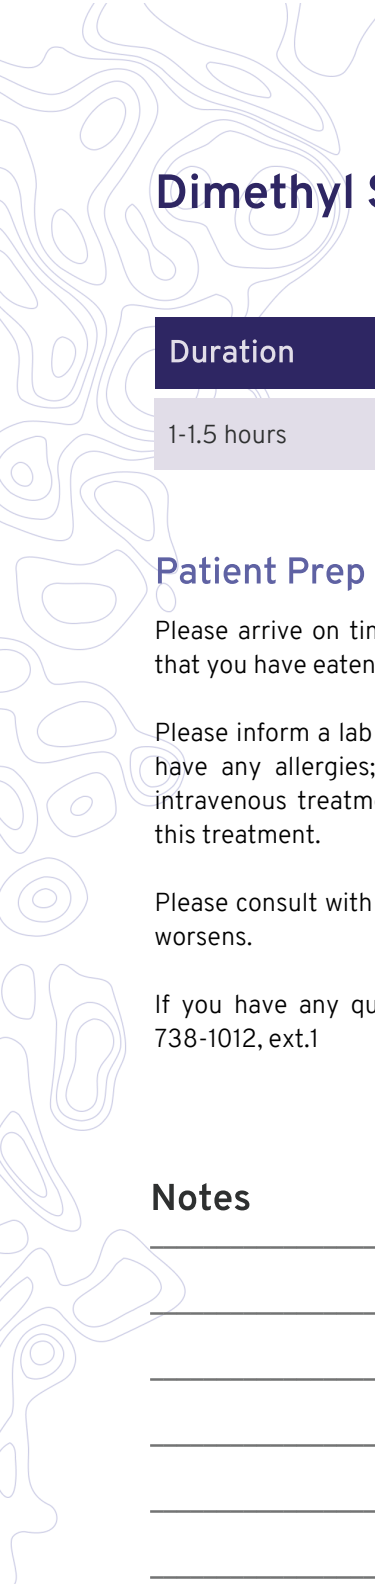 Dimethyl S
Duration
1-1.5 hours
Patient Prep
Please arrive on tim
that you have eaten
Please inform a lab
have any allergies;
intravenous treatme
this treatment.
Please consult with
worsens.
If you have any qu
738-1012, ext.1
Notes